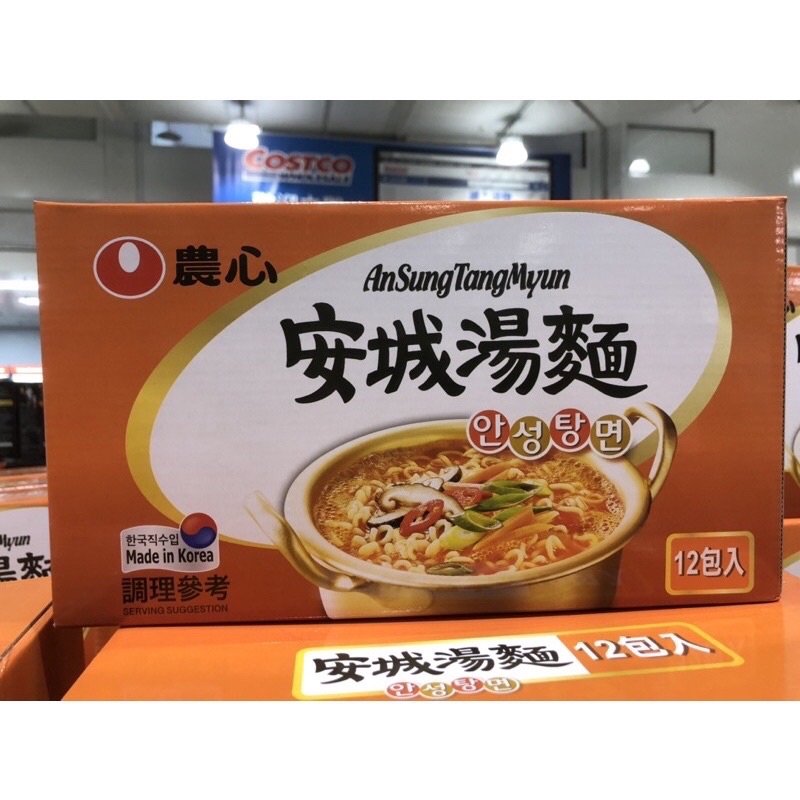 COSTCO
農心
AnSungTangMyun
安城湯麵
안성탕면
한국직수입
Made in Korea
調理參考
SERVING SUGGESTION
12包入
Myun
安城湯麵 12包入
안성탕면